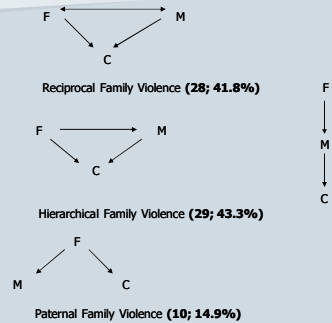 F M
C
Reciprocal Family Violence (28; 41.8%)
F M
C
Hierarchical Family Violence (29; 43.3%)
F
M C
Paternal Family Violence (10; 14.9%)
F
M
C